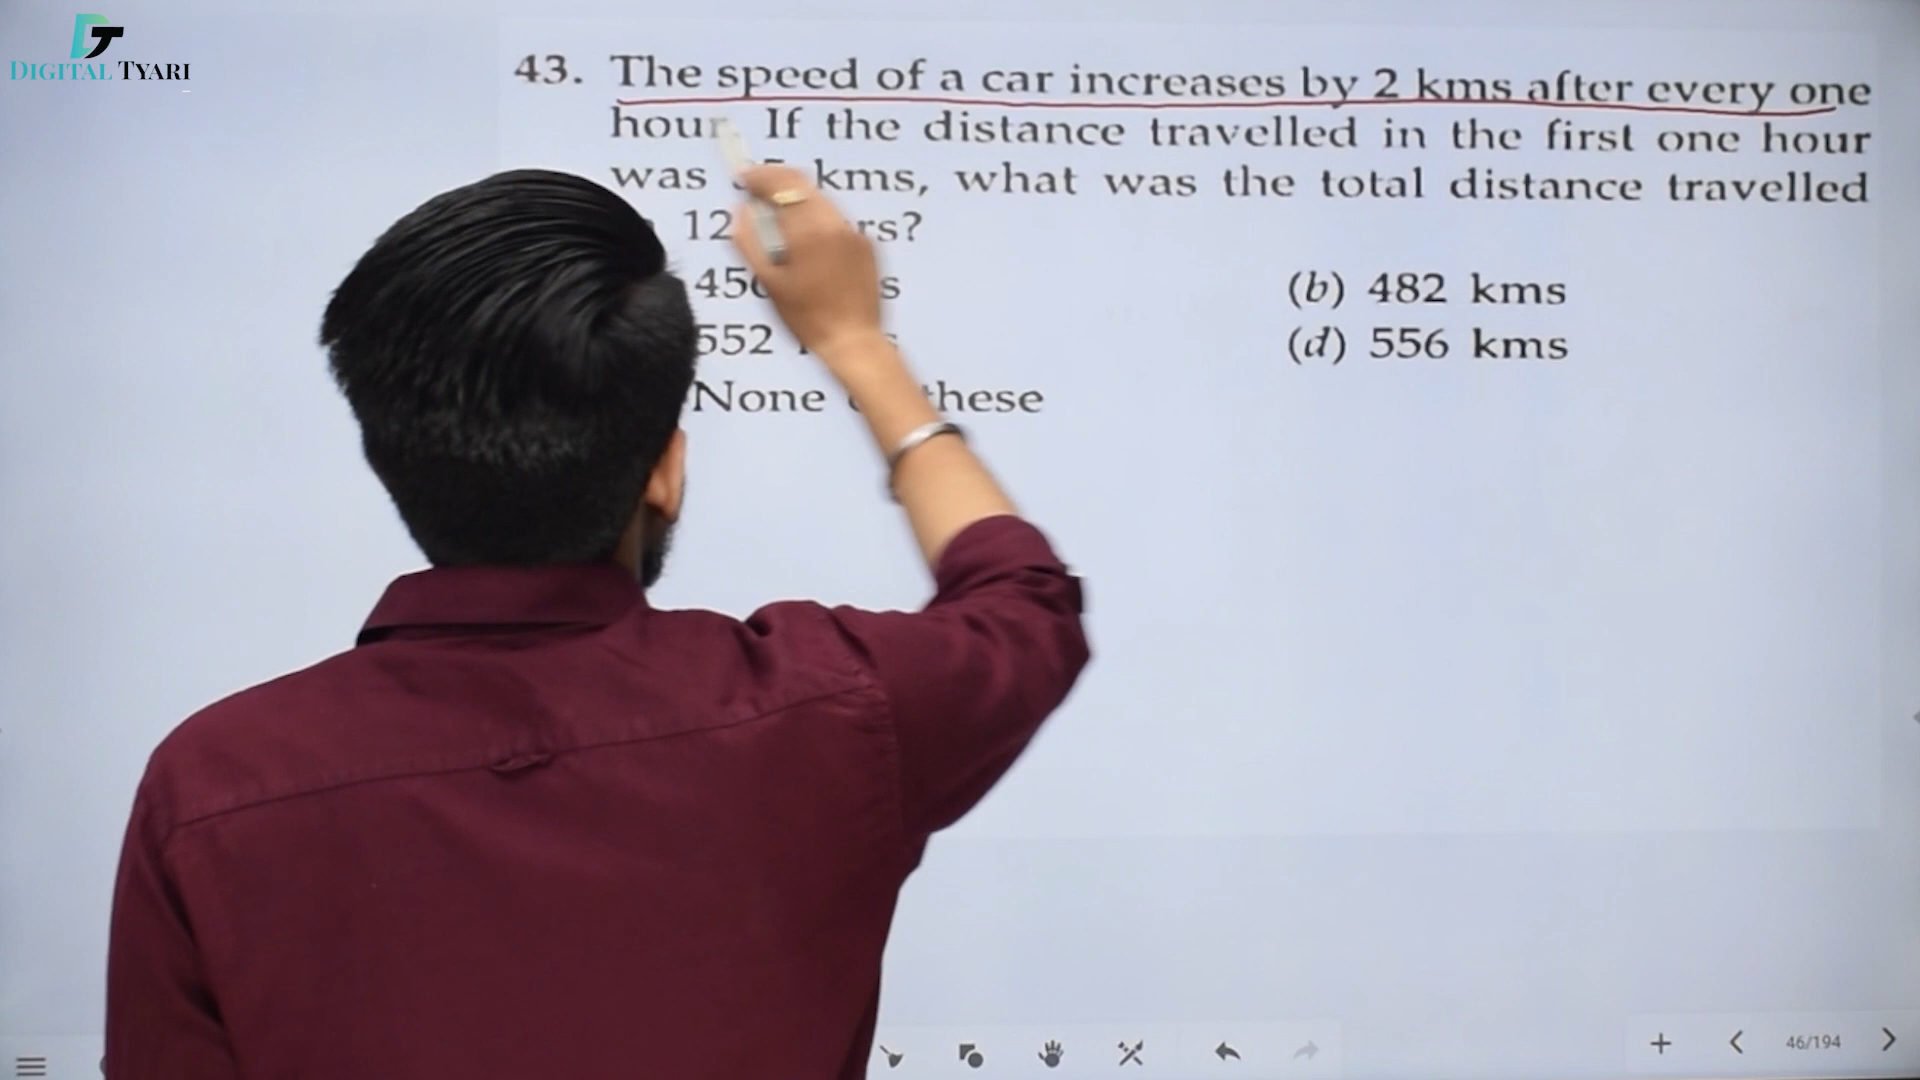 DIGITAL TYARI
43. The speed of a car increases by 2 kms after every one
hour. If the distance travelled in the first one hour
was kms, what was the total distance travelled
12 rs?
(b) 482 kms
552
(d) 556 kms
None these
46/194